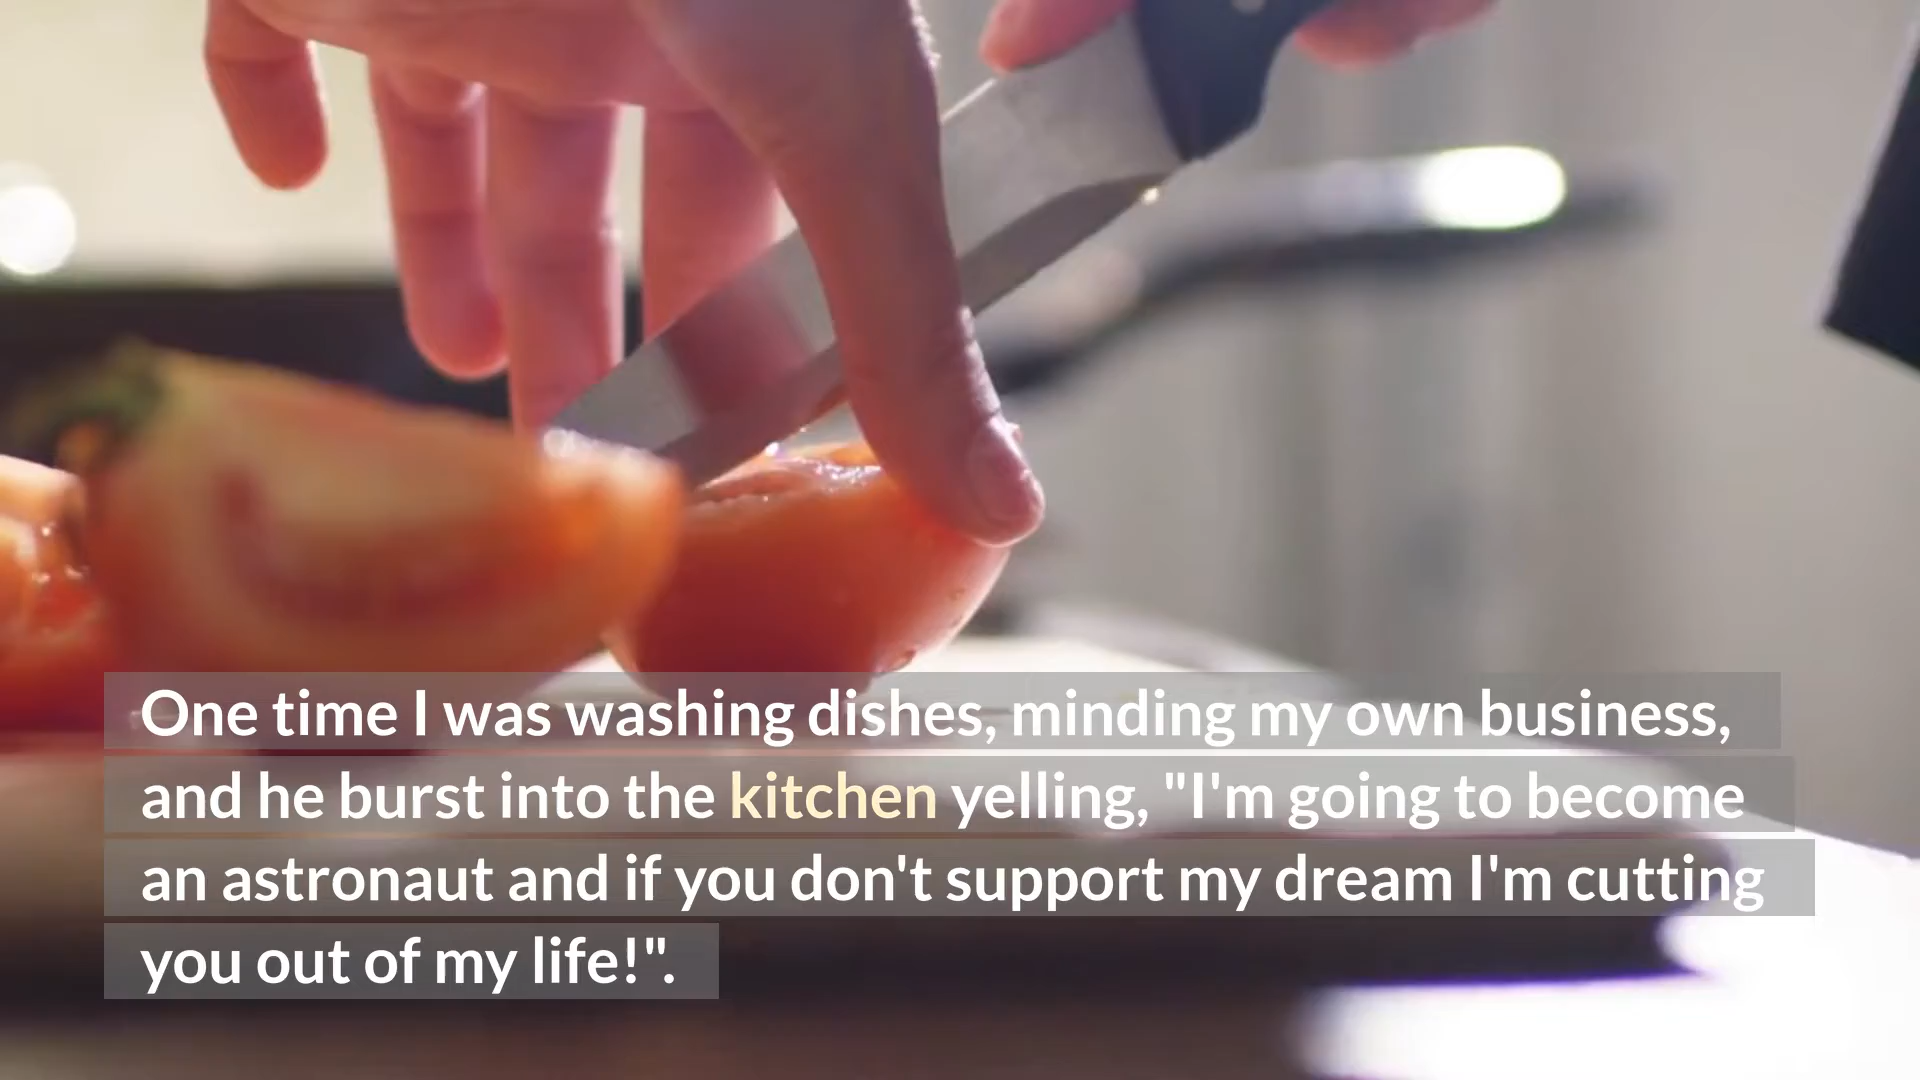 One time I was washing dishes, minding my own business,
and he burst into the kitchen yelling, "I'm going to become
an astronaut and if you don't support my dream I'm cutting
you out of my life!".